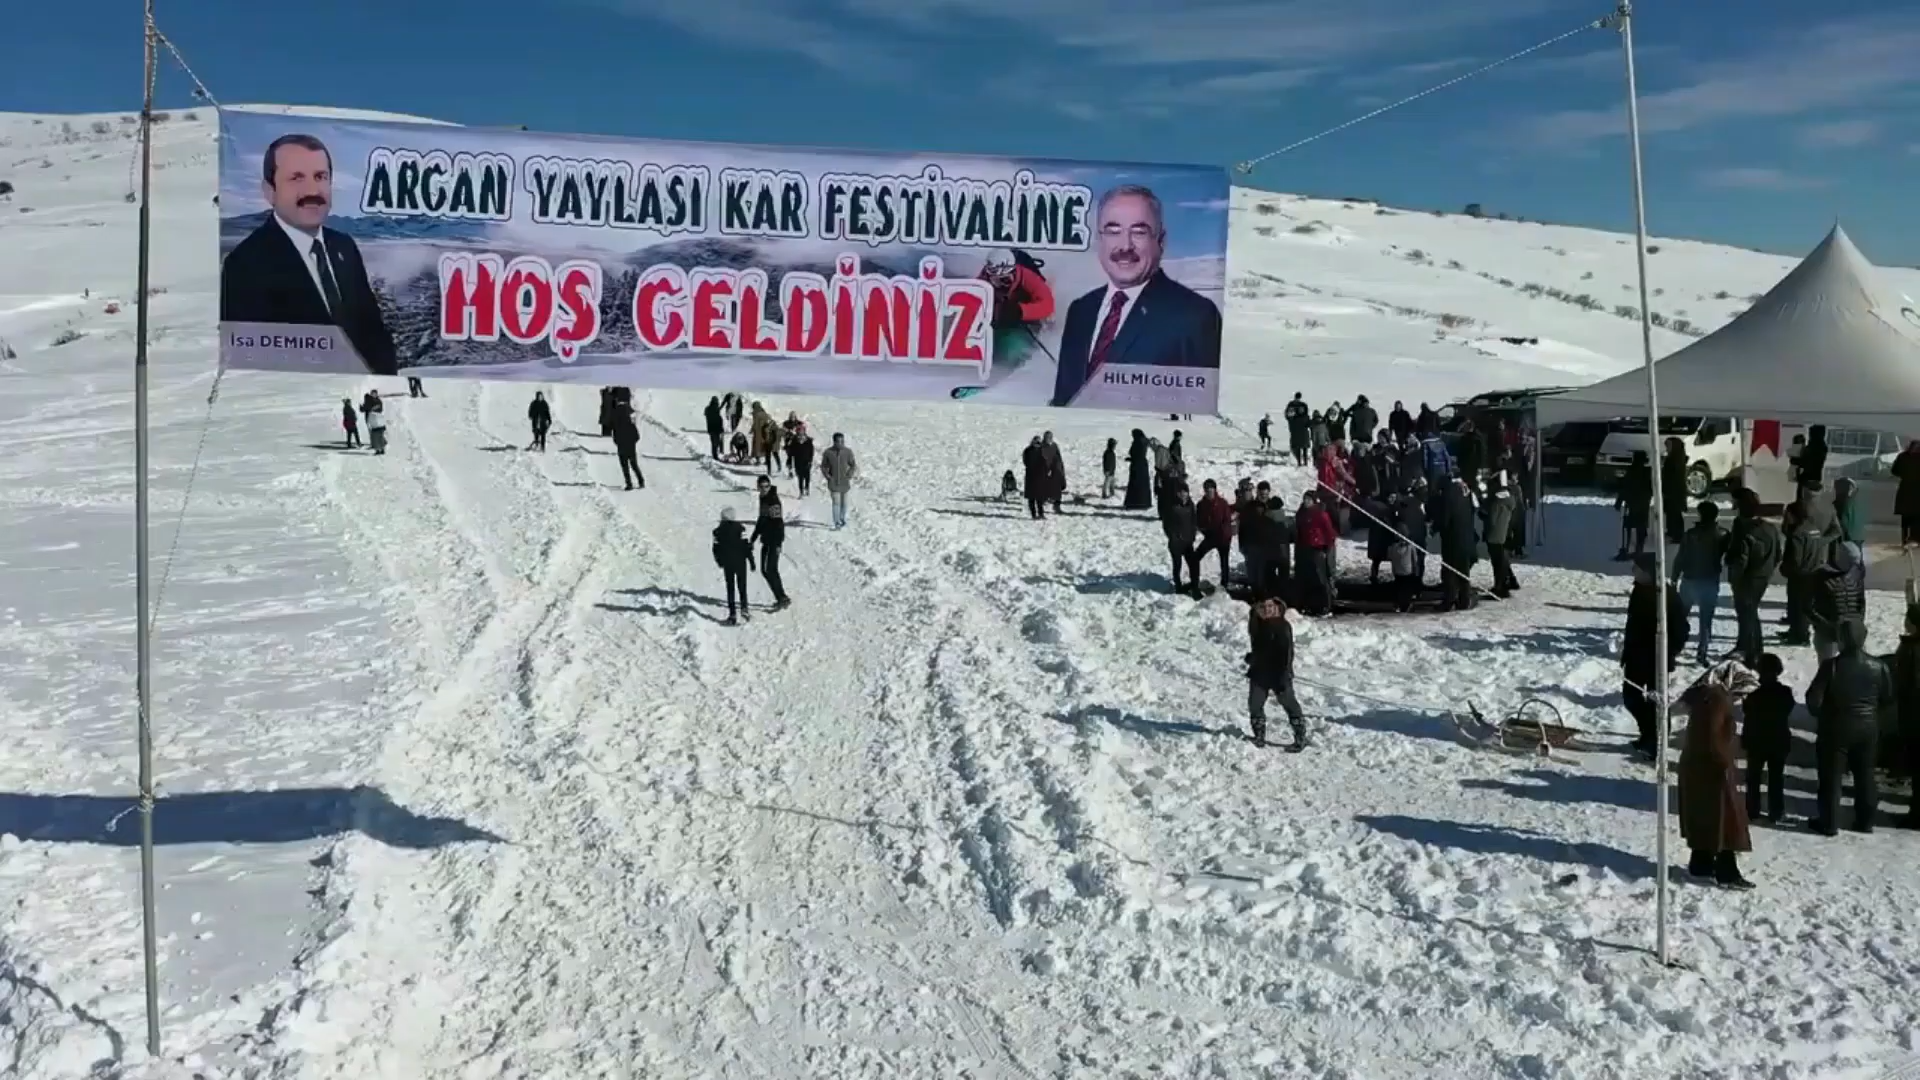 ARGAN YAYLASI KAR FESTİVALİNE
HOŞ GELDİNİZ
İsa DEMİRCİ
HİLMİ GÜLER